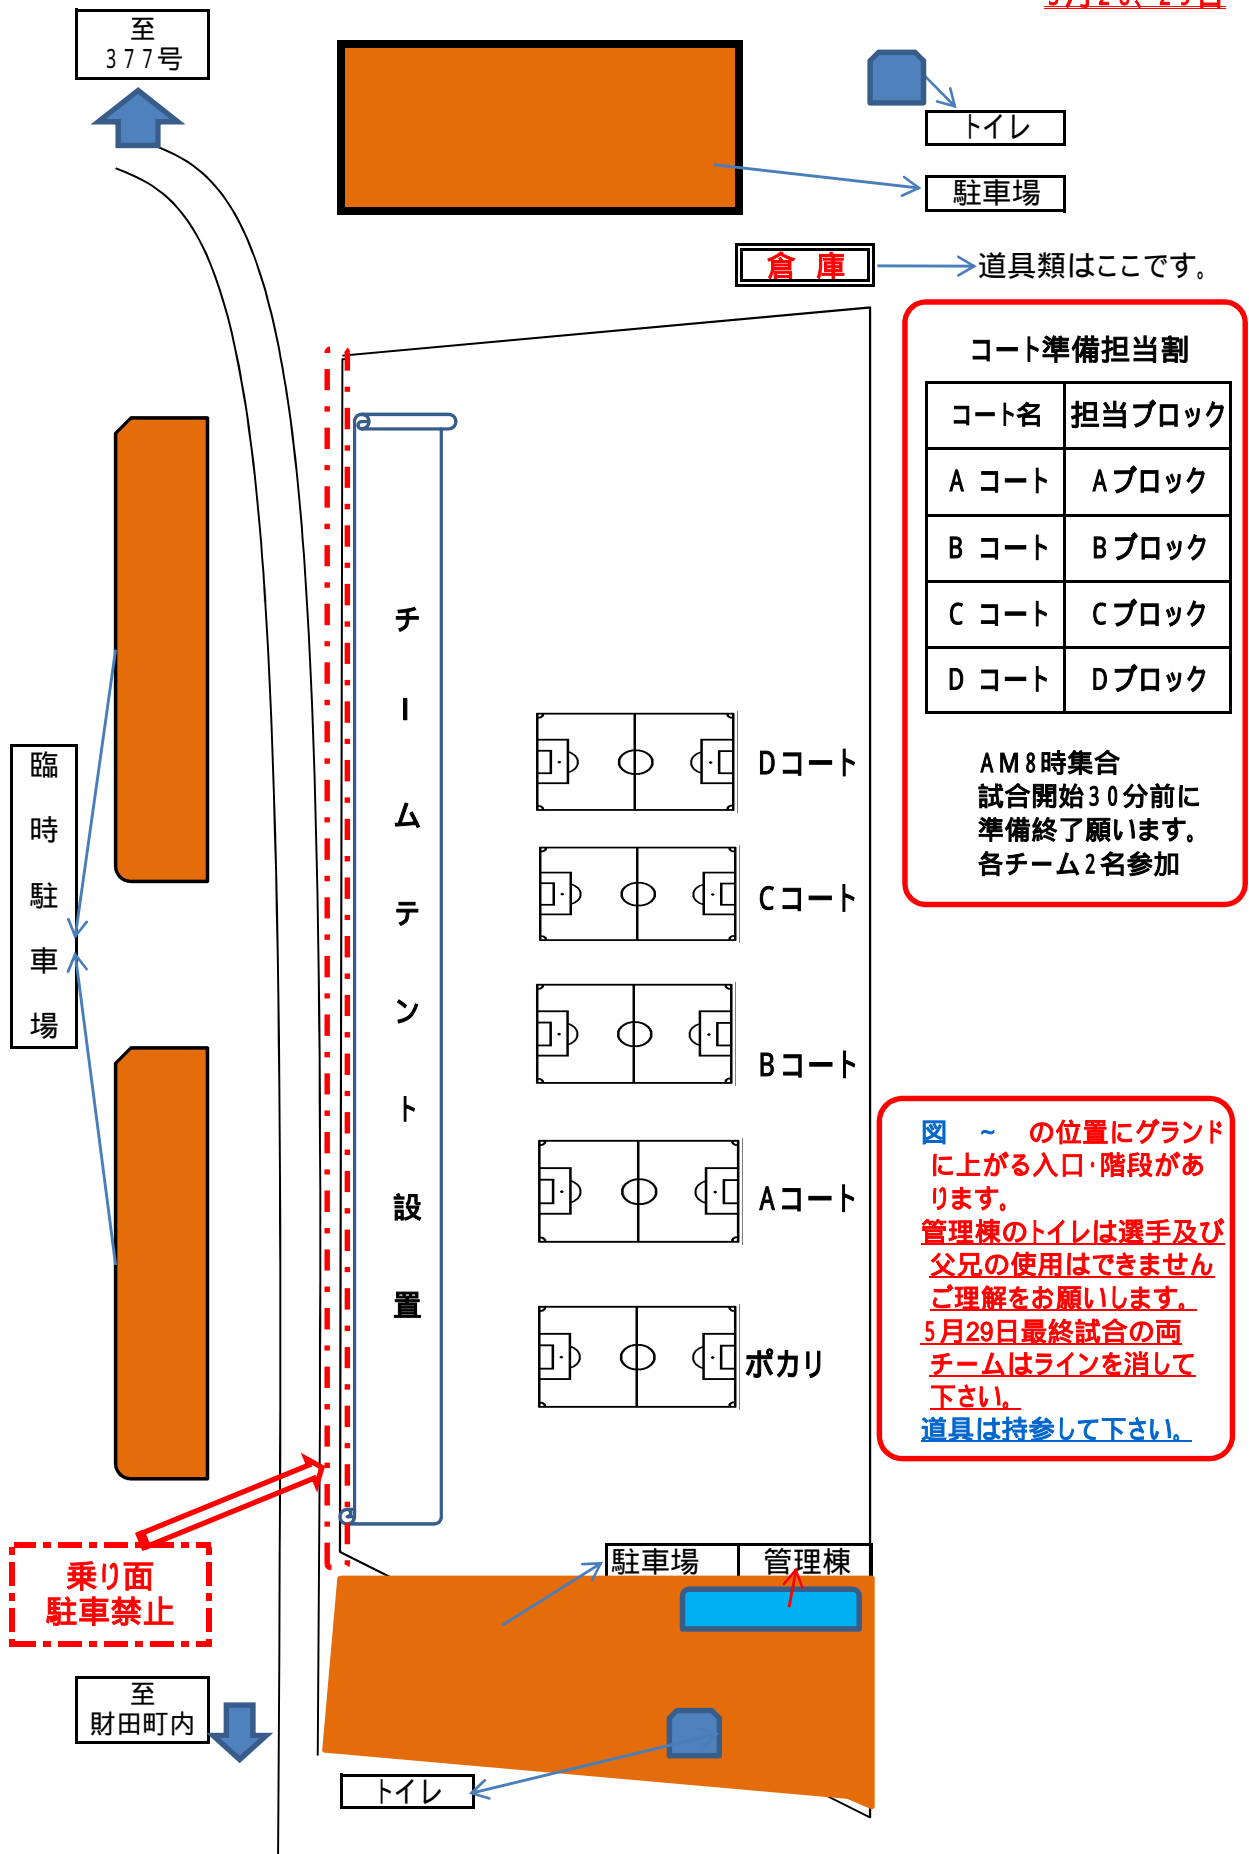 5月28、29日
至
377号
トイレ
駐車場
倉 庫
道具類はここです。
コート準備担当割
コート名 担当ブロック
A コート Aブロック
B コート Bブロック
C コート Cブロック
D コート Dブロック
AM8時集合
試合開始30分前に
準備終了願います。
各チーム2名参加
チームテント設置
Dコート
Cコート
Bコート
Aコート
ポカリ
臨時駐車場
図 ~ の位置にグランド
に上がる入口・階段があ
ります。
管理棟のトイレは選手及び
父兄の使用はできません
ご理解をお願いします。
5月29日最終試合の両
チームはラインを消して
下さい。
道具は持参して下さい。
乗り面
駐車禁止
駐車場 管理棟
至
財田町内
トイレ